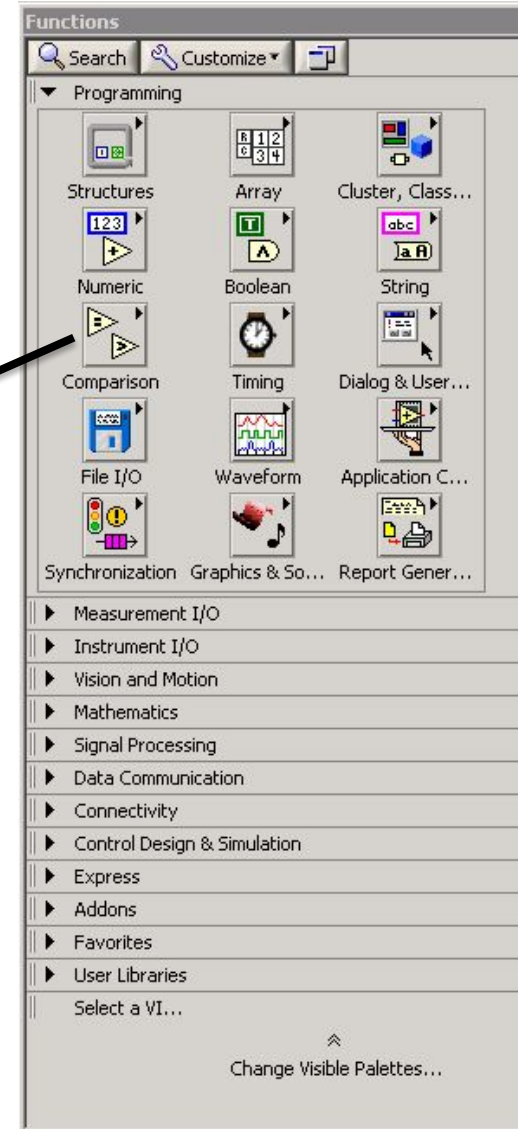 Functions
Search Customize
Programming
Structures Array Cluster, Class...
123
Numeric Boolean String
abc
Comparison Timing Dialog & User...
File I/O Waveform Application C...
Synchronization Graphics & So... Report Gener...
Measurement I/O
Instrument I/O
Vision and Motion
Mathematics
Signal Processing
Data Communication
Connectivity
Control Design & Simulation
Express
Addons
Favorites
User Libraries
Select a VI...
Change Visible Palettes...